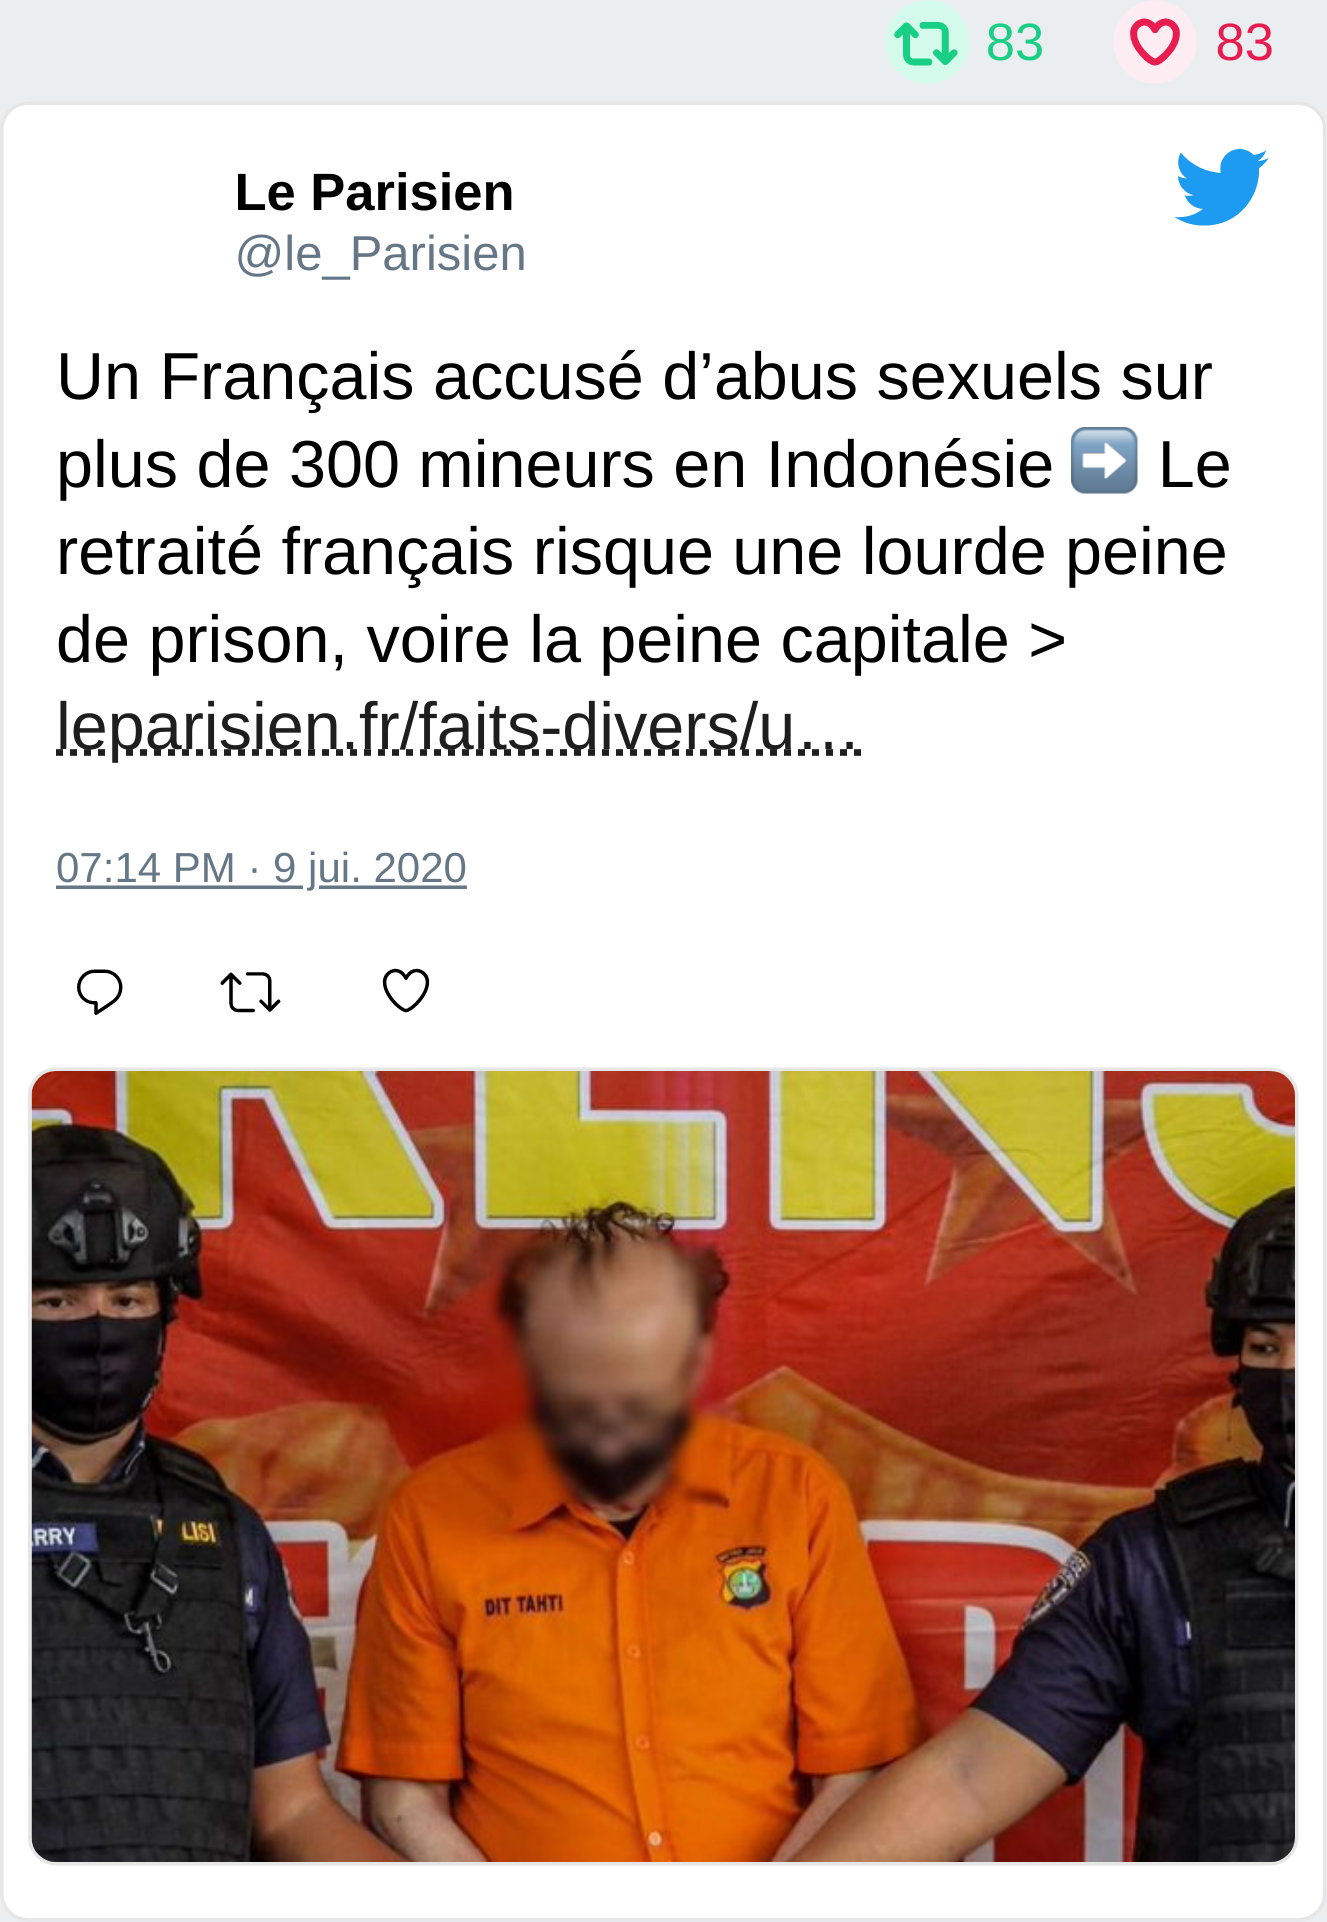 83 83
Le Parisien
@le_Parisien
Un Français accusé d’abus sexuels sur
plus de 300 mineurs en Indonésie ➡️ Le
retraité français risque une lourde peine
de prison, voire la peine capitale >
leparisien.fr/faits-divers/u…
07:14 PM · 9 jui. 2020
RRY LISI
DIT TAHTI